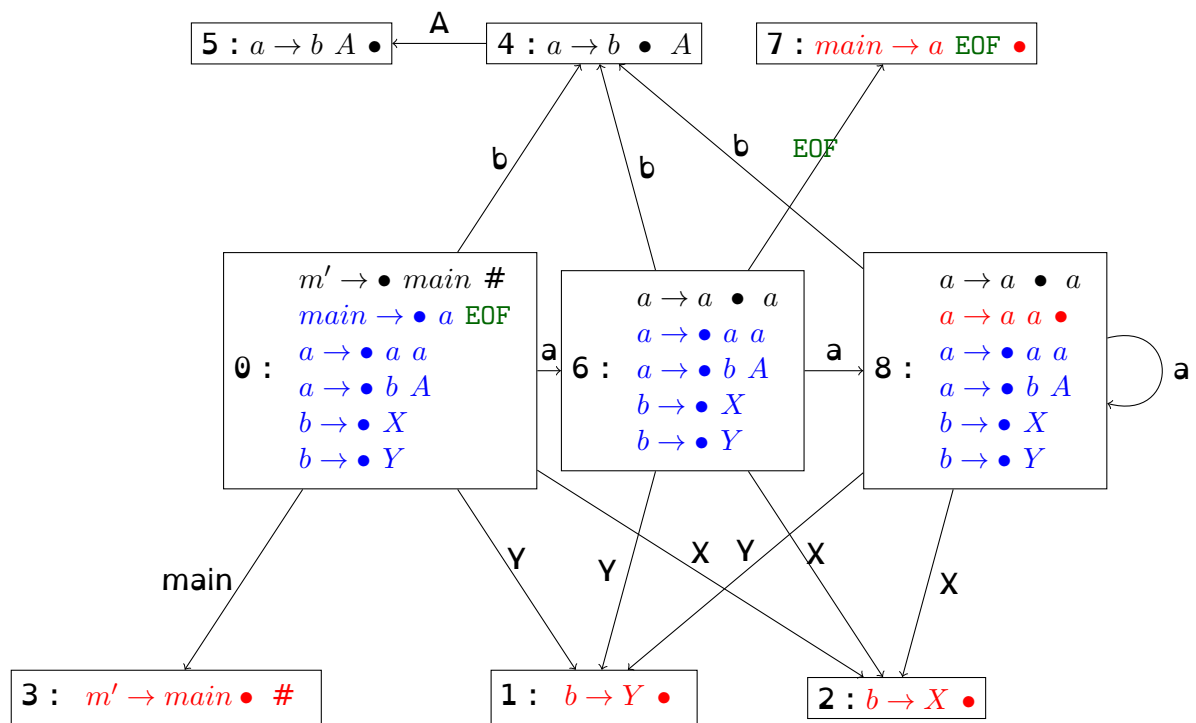 5 : a → b A ●
A
4 : a → b ● A
7 : main → a EOF ●
b
b
b
EOF
0 :
m′ → ● main #
main → ● a EOF
a → ● a a
a → ● b A
b → ● X
b → ● Y
a
6 :
a → a ● a
a → ● a a
a → ● b A
b → ● X
b → ● Y
a
8 :
a → a ● a
a → a a ●
a → ● a a
a → ● b A
b → ● X
b → ● Y
a
main
Y
Y
X
Y
X
X
3 : m′ → main ● #
1 : b → Y ●
2 : b → X ●